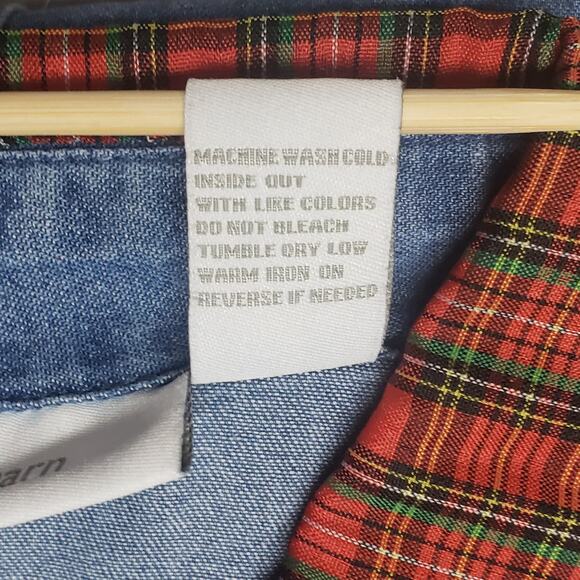 MACHINE WASH COLD
INSIDE OUT
WITH LIKE COLORS
DO NOT BLEACH
TUMBLE DRY LOW
WARM IRON ON
REVERSE IF NEEDED
arn